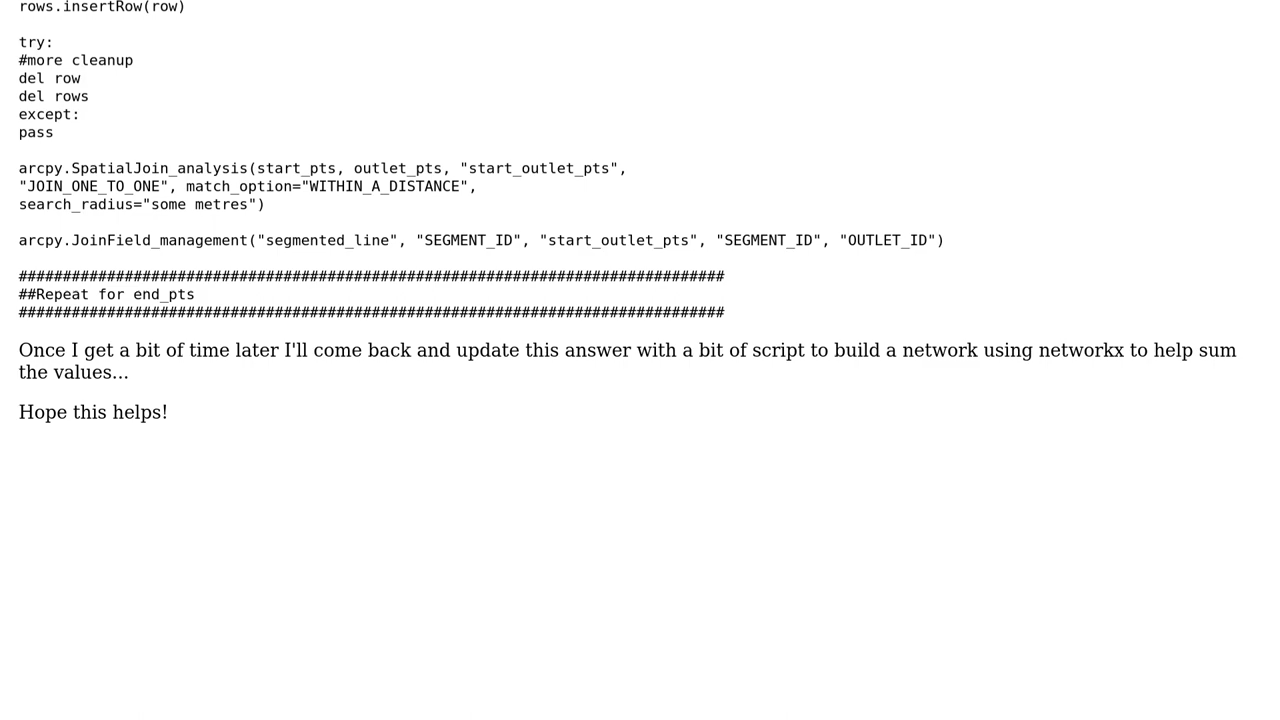 rows.insertRow(row)
try:
#more cleanup
del row
del rows
except:
pass
arcpy.SpatialJoin_analysis(start_pts, outlet_pts, "start_outlet_pts",
"JOIN_ONE_TO_ONE", match_option="WITHIN_A_DISTANCE",
search_radius="some metres")
arcpy.JoinField_management("segmented_line", "SEGMENT_ID", "start_outlet_pts", "SEGMENT_ID", "OUTLET_ID")
################################################################################
##Repeat for end_pts
################################################################################
Once I get a bit of time later I'll come back and update this answer with a bit of script to build a network using networkx to help sum
the values...
Hope this helps!